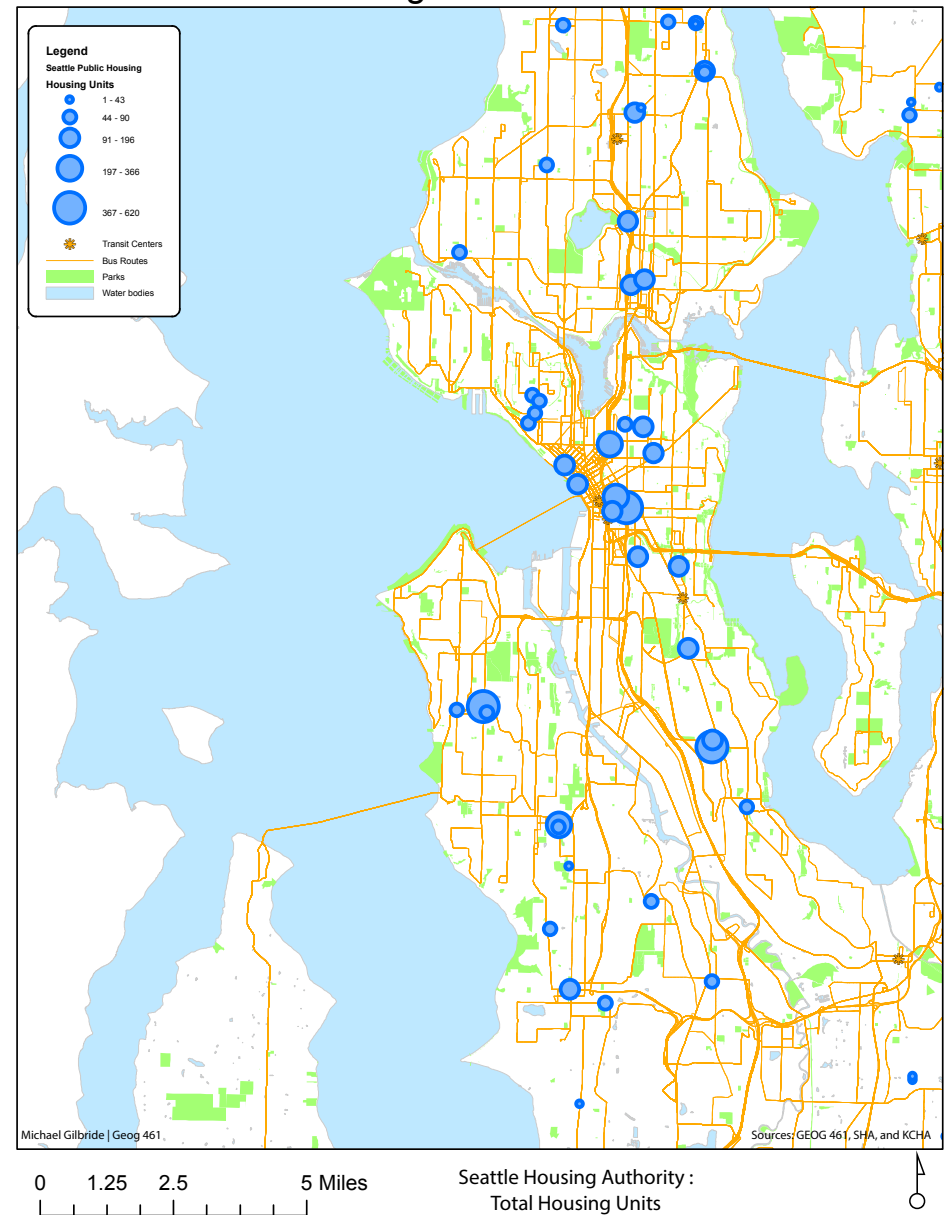 Legend
Seattle Public Housing
Housing Units
1 - 43
44 - 90
91 - 196
197 - 366
367 - 620
Transit Centers
Bus Routes
Parks
Water bodies
Michael Gilbride | Geog 461
Sources: GEOG 461, SHA, and KCHA
0 1.25 2.5 5 Miles
Seattle Housing Authority :
Total Housing Units